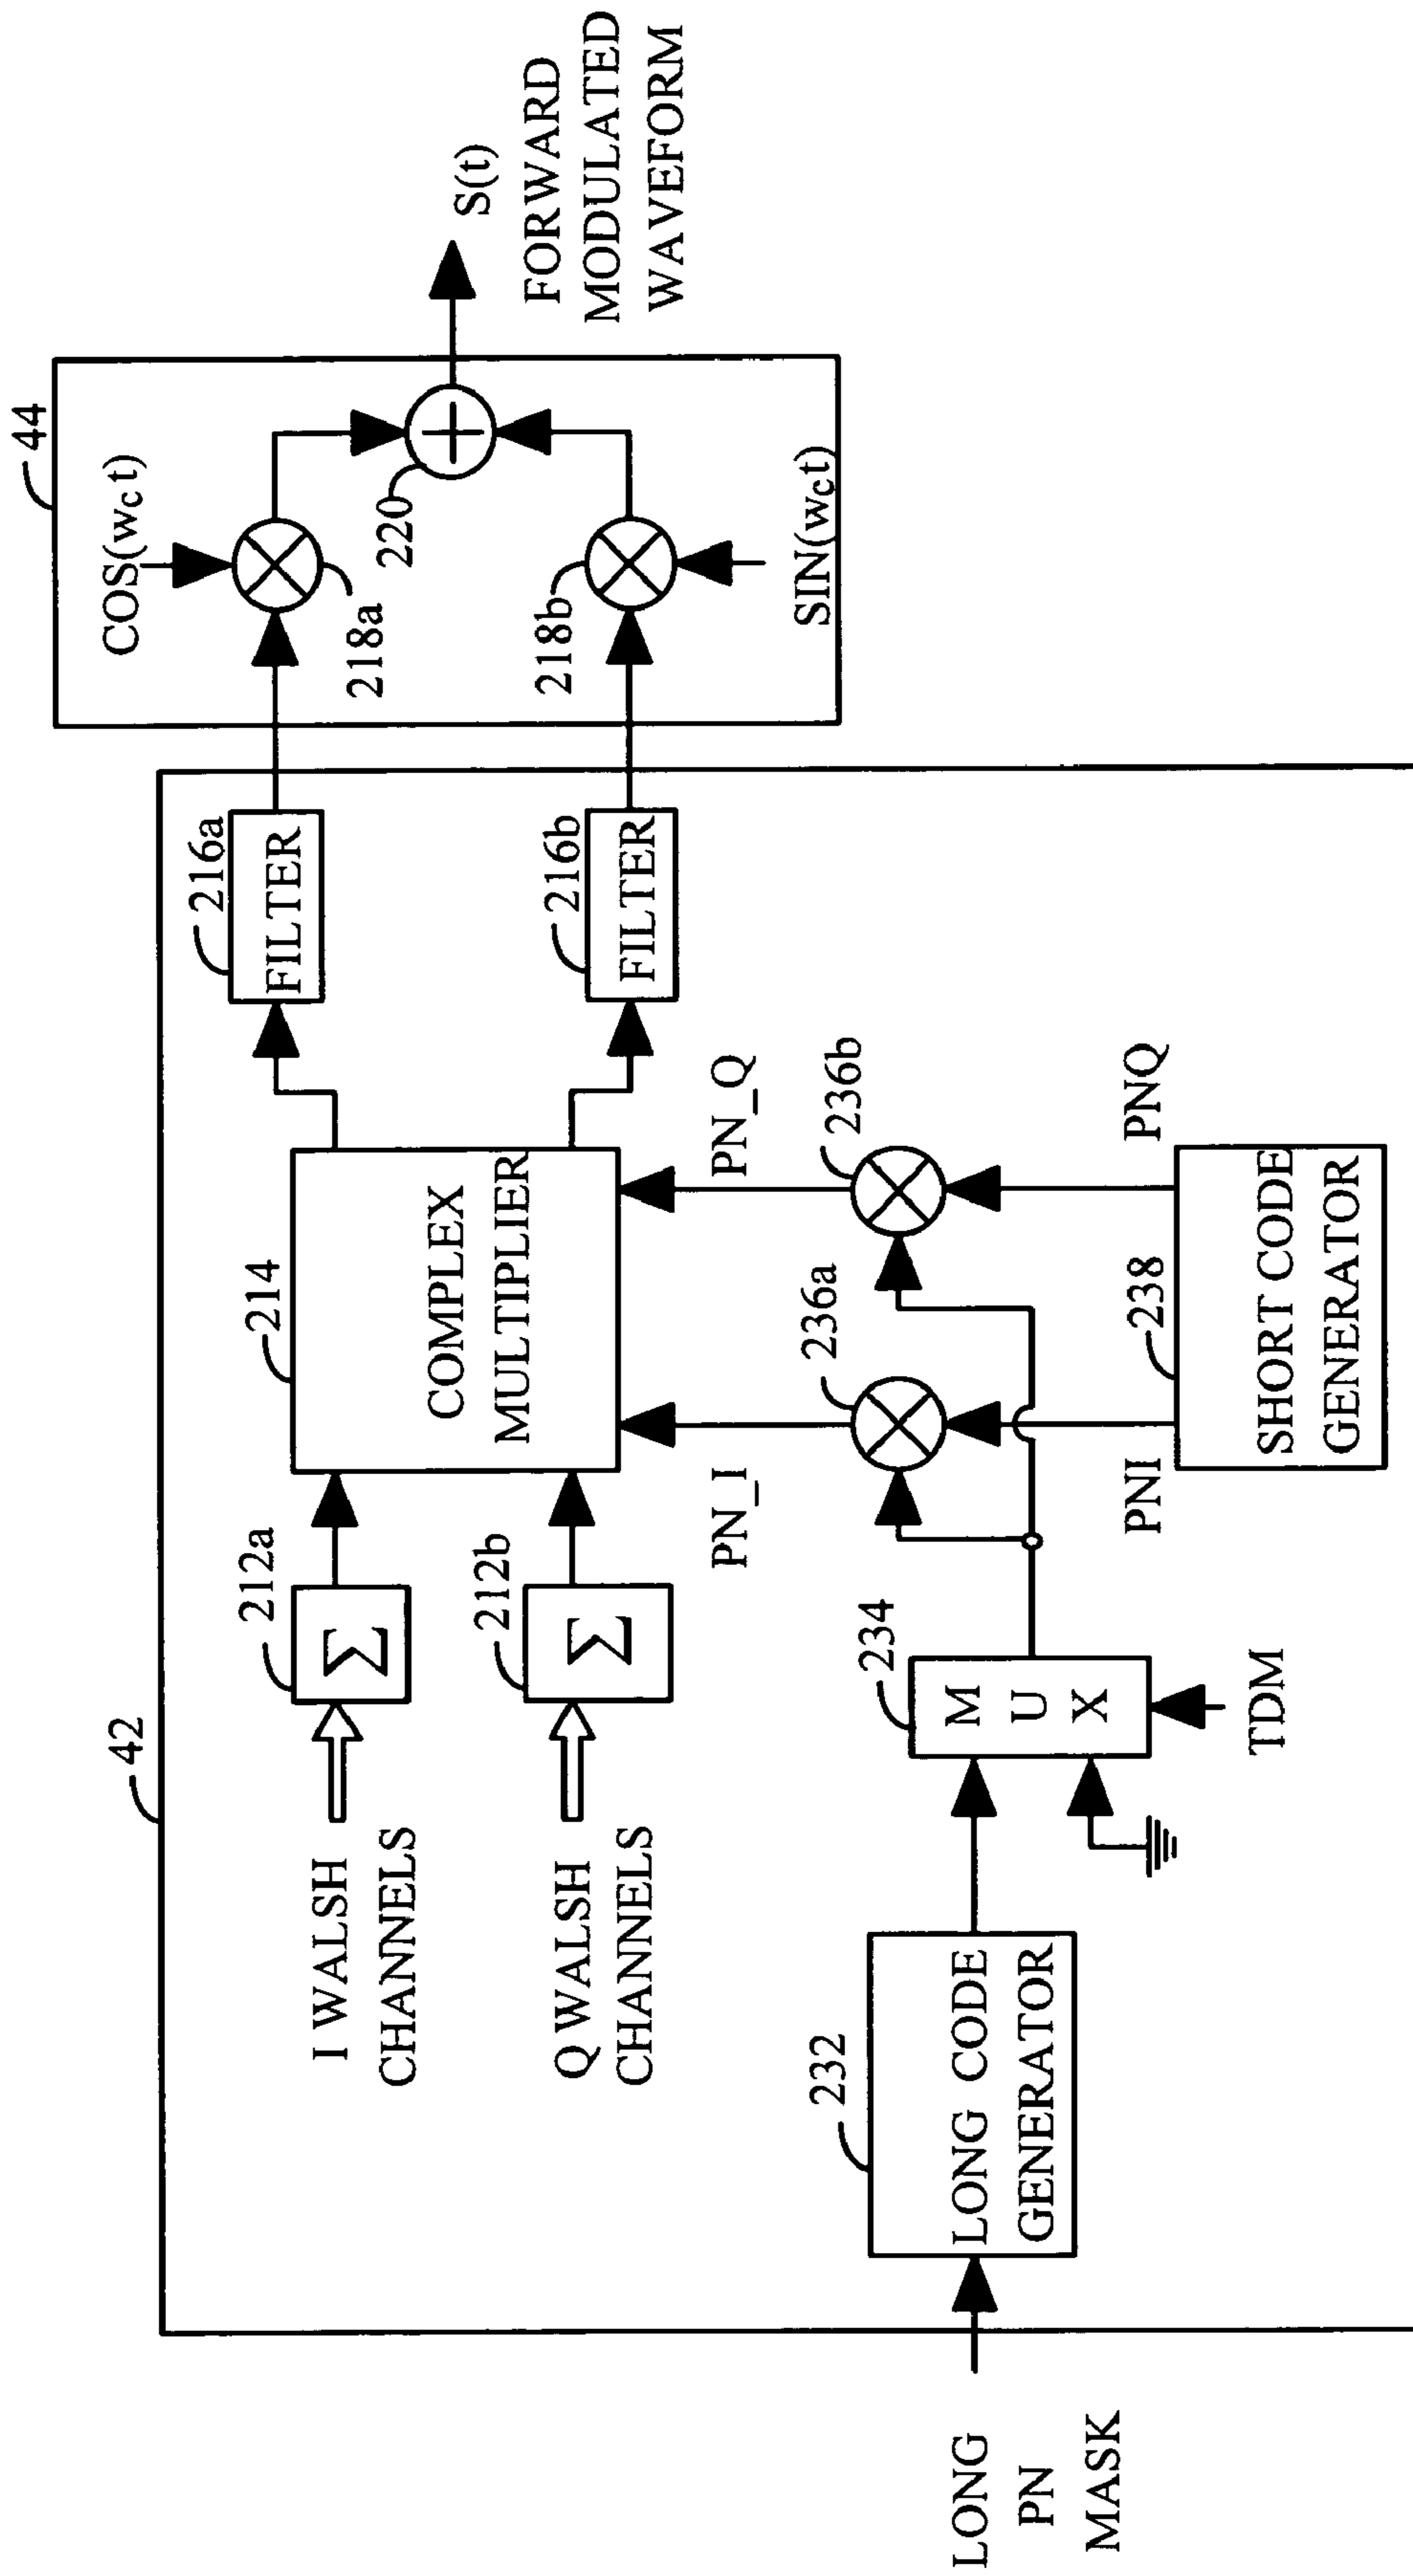 42
44
I WALSH
CHANNELS
212a
Σ
214
COMPLEX
MULTIPLIER
216a
FILTER
COS(wc t)
218a
220
S(t)
FORWARD
MODULATED
WAVEFORM
Q WALSH
CHANNELS
212b
Σ
216b
FILTER
218b
SIN(wc t)
PN_I
PN_Q
LONG
PN
MASK
232
LONG CODE
GENERATOR
234
M
U
X
TDM
236a
236b
PNI
PNQ
238
SHORT CODE
GENERATOR